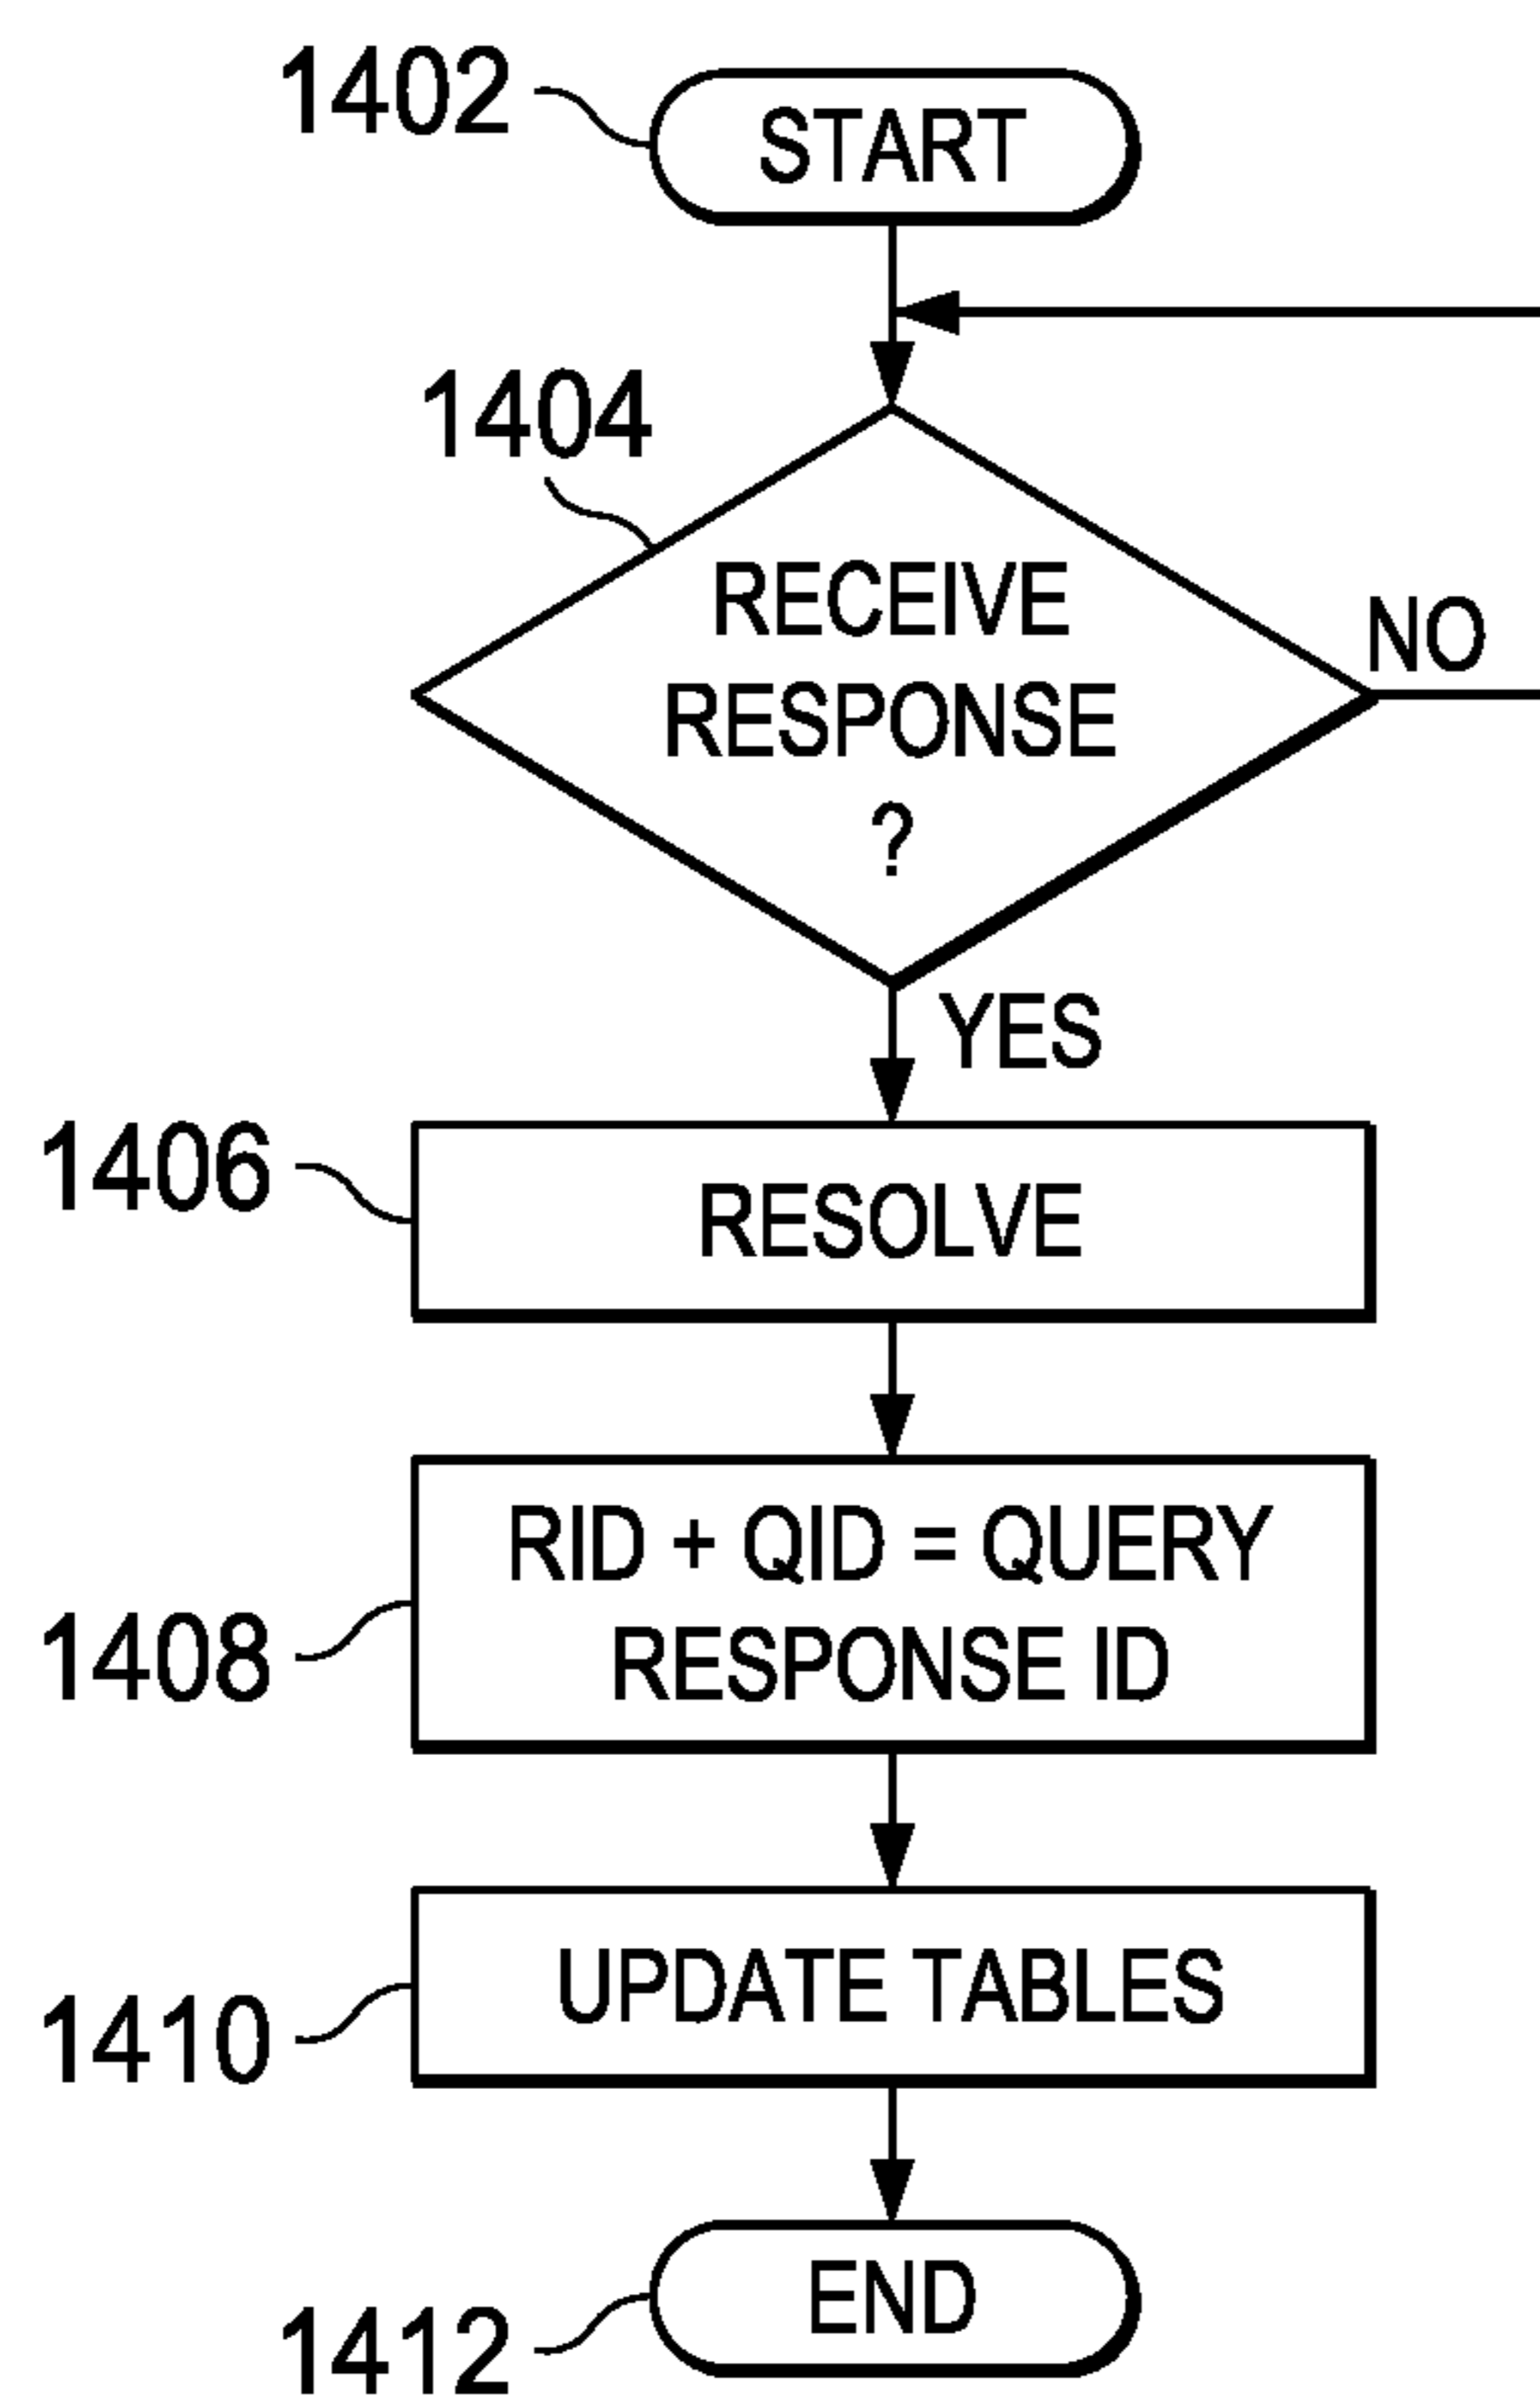 1402
START
1404
RECEIVE
RESPONSE
?
NO
YES
1406
RESOLVE
1408
RID + QID = QUERY
RESPONSE ID
1410
UPDATE TABLES
1412
END